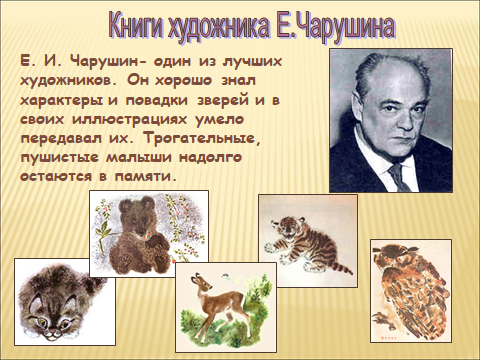 Книги художника Е.Чарушина
Е. И. Чарушин- один из лучших
художников. Он хорошо знал
характеры и повадки зверей и в
своих иллюстрациях умело
передавал их. Трогательные,
пушистые малыши надолго
остаются в памяти.